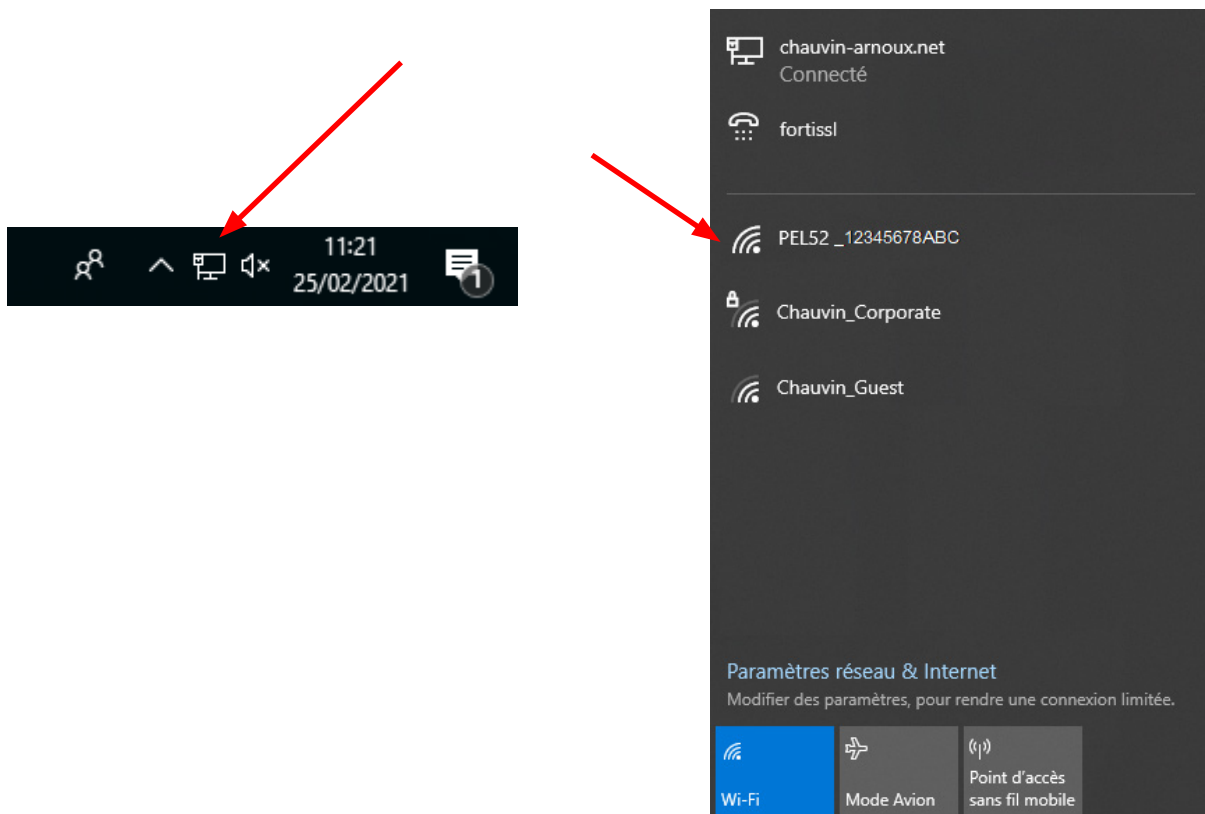 11:21
25/02/2021
1
chauvin-arnoux.net
Connecté
fortissl
PEL52 _12345678ABC
Chauvin_Corporate
Chauvin_Guest
Paramètres réseau & Internet
Modifier des paramètres, pour rendre une connexion limitée.
Wi-Fi
Mode Avion
Point d'accès
sans fil mobile